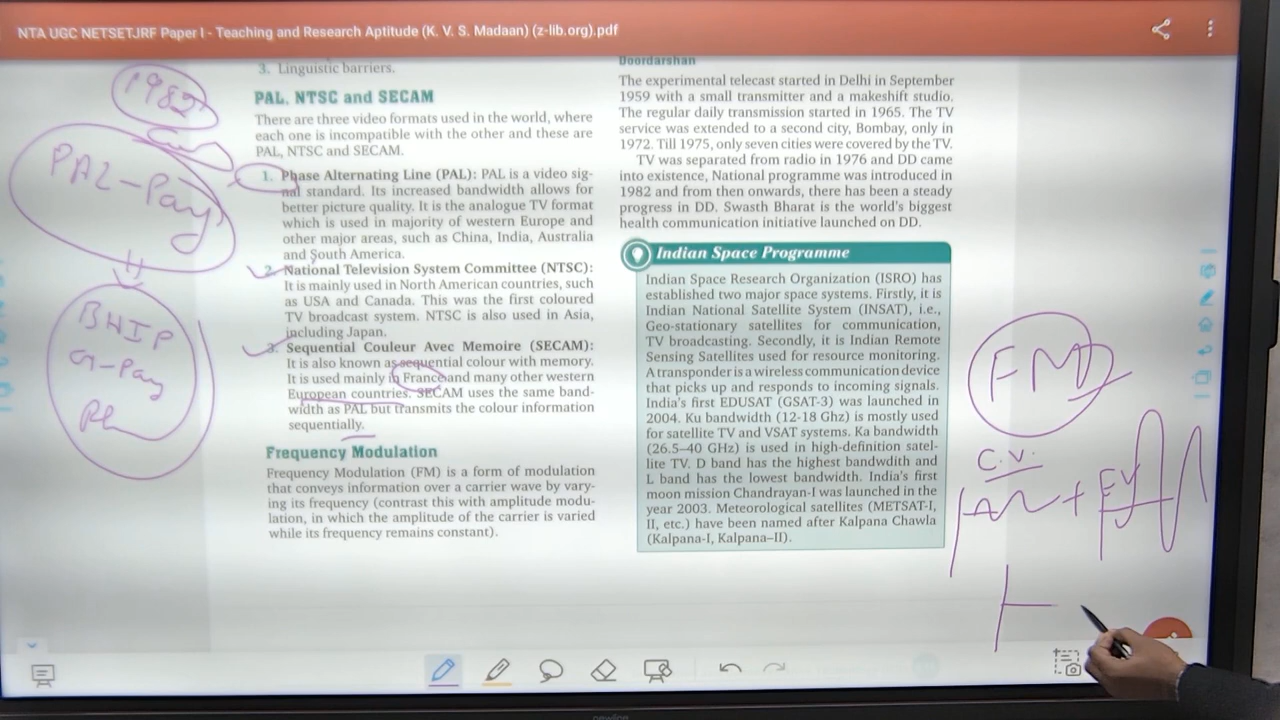 NTA UGC NETSETJRF Paper I - Teaching and Research Aptitude (K. V. S. Madaan) (z-lib.org).pdf
3. Linguistic barriers.
PAL, NTSC and SECAM
There are three video formats used in the world, where
each one is incompatible with the other and these are
PAL, NTSC and SECAM.
1. Phase Alternating Line (PAL): PAL is a video sig-
nal standard. Its increased bandwidth allows for
better picture quality. It is the analogue TV format
which is used in majority of western Europe and
other major areas, such as China, India, Australia
and South America.
2. National Television System Committee (NTSC):
It is mainly used in North American countries, such
as USA and Canada. This was the first coloured
TV broadcast system. NTSC is also used in Asia,
including Japan.
3. Sequential Couleur Avec Memoire (SECAM):
It is also known as sequential colour with memory.
It is used mainly in France and many other western
European countries. SECAM uses the same band-
width as PAL but transmits the colour information
sequentially.
Frequency Modulation
Frequency Modulation (FM) is a form of modulation
that conveys information over a carrier wave by vary-
ing its frequency (contrast this with amplitude modu-
lation, in which the amplitude of the carrier is varied
while its frequency remains constant).
Doordarshan
The experimental telecast started in Delhi in September
1959 with a small transmitter and a makeshift studio.
The regular daily transmission started in 1965. The TV
service was extended to a second city, Bombay, only in
1972. Till 1975, only seven cities were covered by the TV.
TV was separated from radio in 1976 and DD came
into existence, National programme was introduced in
1982 and from then onwards, there has been a steady
progress in DD. Swasth Bharat is the world's biggest
health communication initiative launched on DD.
Indian Space Programme
Indian Space Research Organization (ISRO) has
established two major space systems. Firstly, it is
Indian National Satellite System (INSAT), i.e.,
Geo-stationary satellites for communication,
TV broadcasting. Secondly, it is Indian Remote
Sensing Satellites used for resource monitoring.
A transponder is a wireless communication device
that picks up and responds to incoming signals.
India's first EDUSAT (GSAT-3) was launched in
2004. Ku bandwidth (12-18 Ghz) is mostly used
for satellite TV and VSAT systems. Ka bandwidth
(26.5–40 GHz) is used in high-definition satel-
lite TV. D band has the highest bandwdith and
L band has the lowest bandwidth. India's first
moon mission Chandrayan-I was launched in the
year 2003. Meteorological satellites (METSAT-I,
II, etc.) have been named after Kalpana Chawla
(Kalpana-I, Kalpana–II).
1982
PAL-Pay
BHIP
G-Pay
FM
C.V.
newline